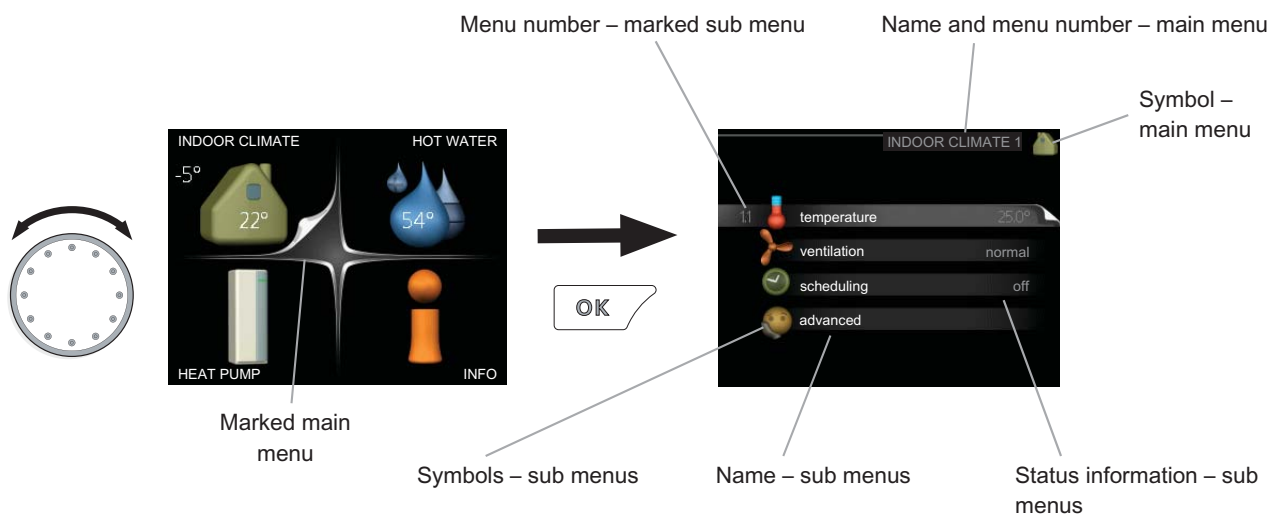 Menu number – marked sub menu
Name and menu number – main menu
Symbol –
main menu
INDOOR CLIMATE
HOT WATER
-5°
22°
54°
HEAT PUMP
INFO
INDOOR CLIMATE 1
1.1
temperature
25.0°
ventilation
normal
scheduling
off
advanced
OK
Marked main
menu
Symbols – sub menus
Name – sub menus
Status information – sub
menus